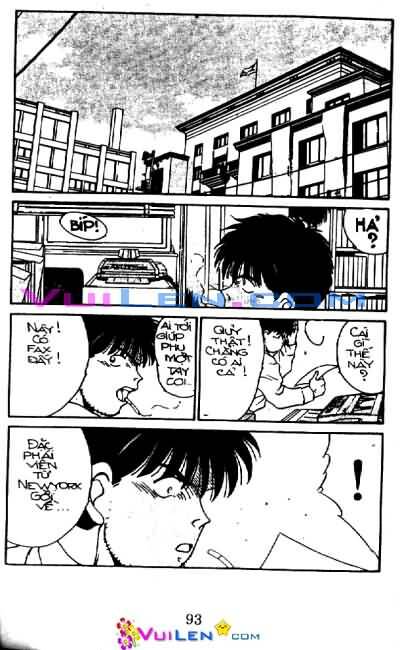 HẢ
?
BÍP!
VUILEN.COM
CÁI
GÌ
THẾ
NÀY
?
QUỶ
THẬT!
CHẲNG
CÓ AI
CẢ!
AI TỚI
GIÚP
PHỤ
MỘT
TAY
COI...
NÀY!
CÓ
FAX
ĐẤY!
!
ĐẶC
PHÁI
VIÊN
TỪ
NEWYORK
GỞI
VỀ...
93
VUILEN.COM